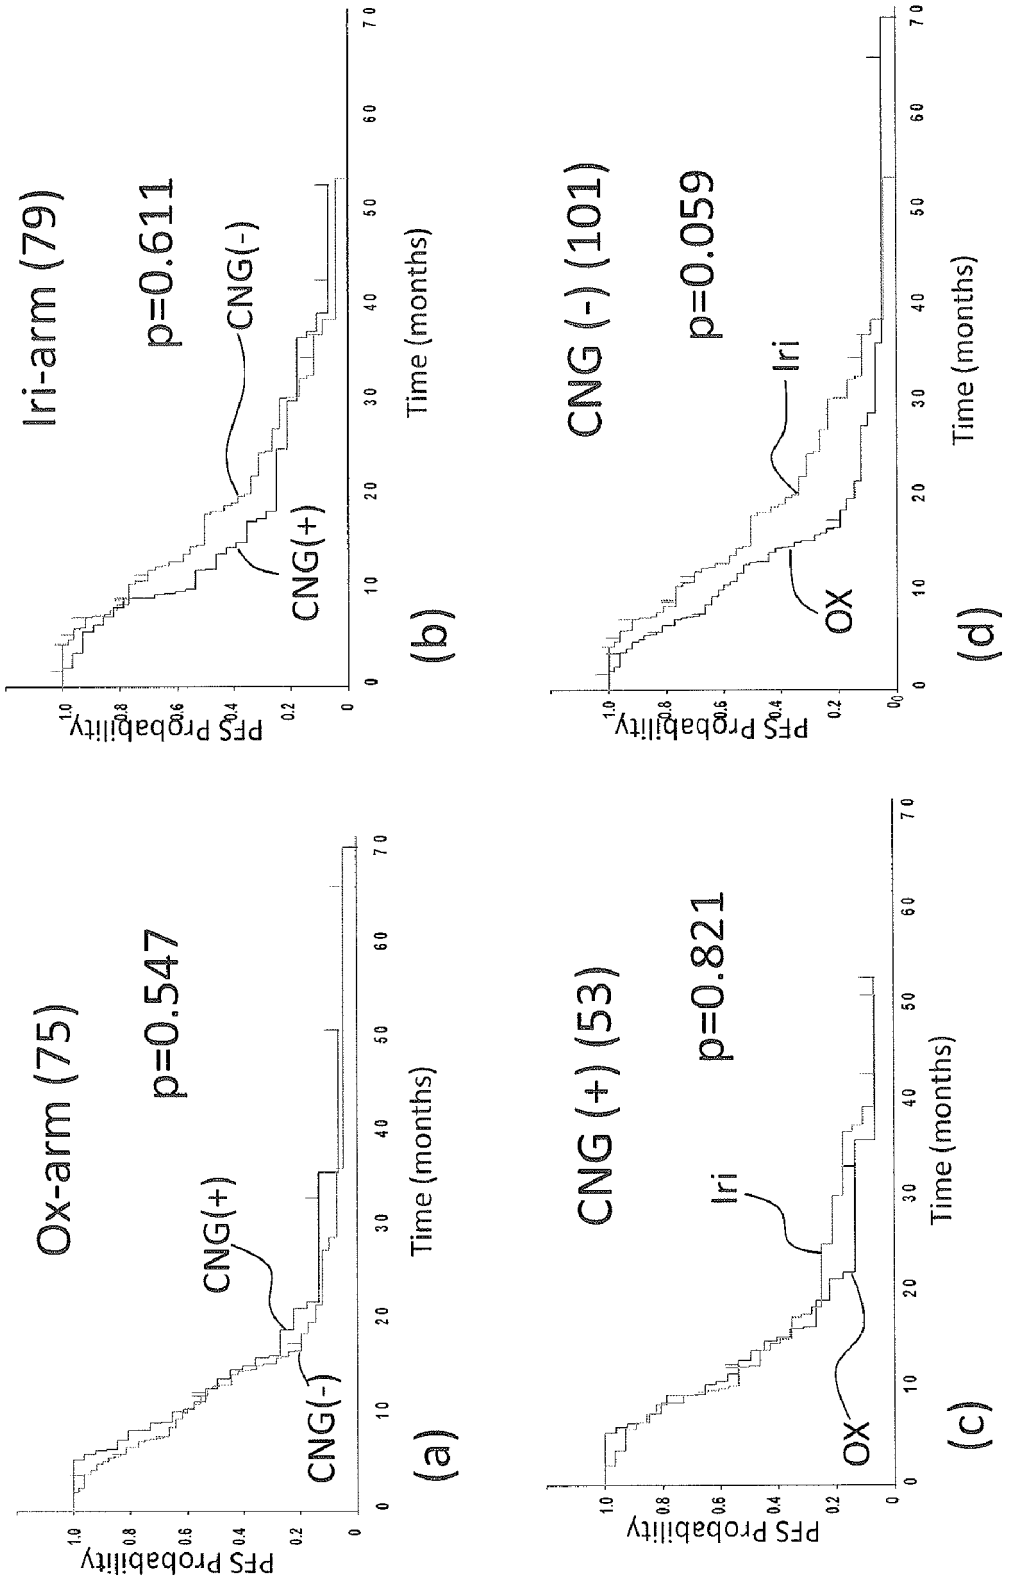 Ox-arm (75)
p=0.547
CNG(+)
CNG(-)
PFS Probability
1.0
0.8
0.6
0.4
0.2
0
0 10 20 30 40 50 60 70
Time (months)
(a)
Iri-arm (79)
p=0.611
CNG(-)
CNG(+)
PFS Probability
1.0
0.8
0.6
0.4
0.2
0
0 10 20 30 40 50 60 70
Time (months)
(b)
CNG (+) (53)
p=0.821
Iri
OX
PFS Probability
1.0
0.8
0.6
0.4
0.2
0
0 10 20 30 40 50 60 70
Time (months)
(c)
CNG (-) (101)
p=0.059
Iri
OX
PFS Probability
1.0
0.8
0.6
0.4
0.2
0
0 10 20 30 40 50 60 70
Time (months)
(d)